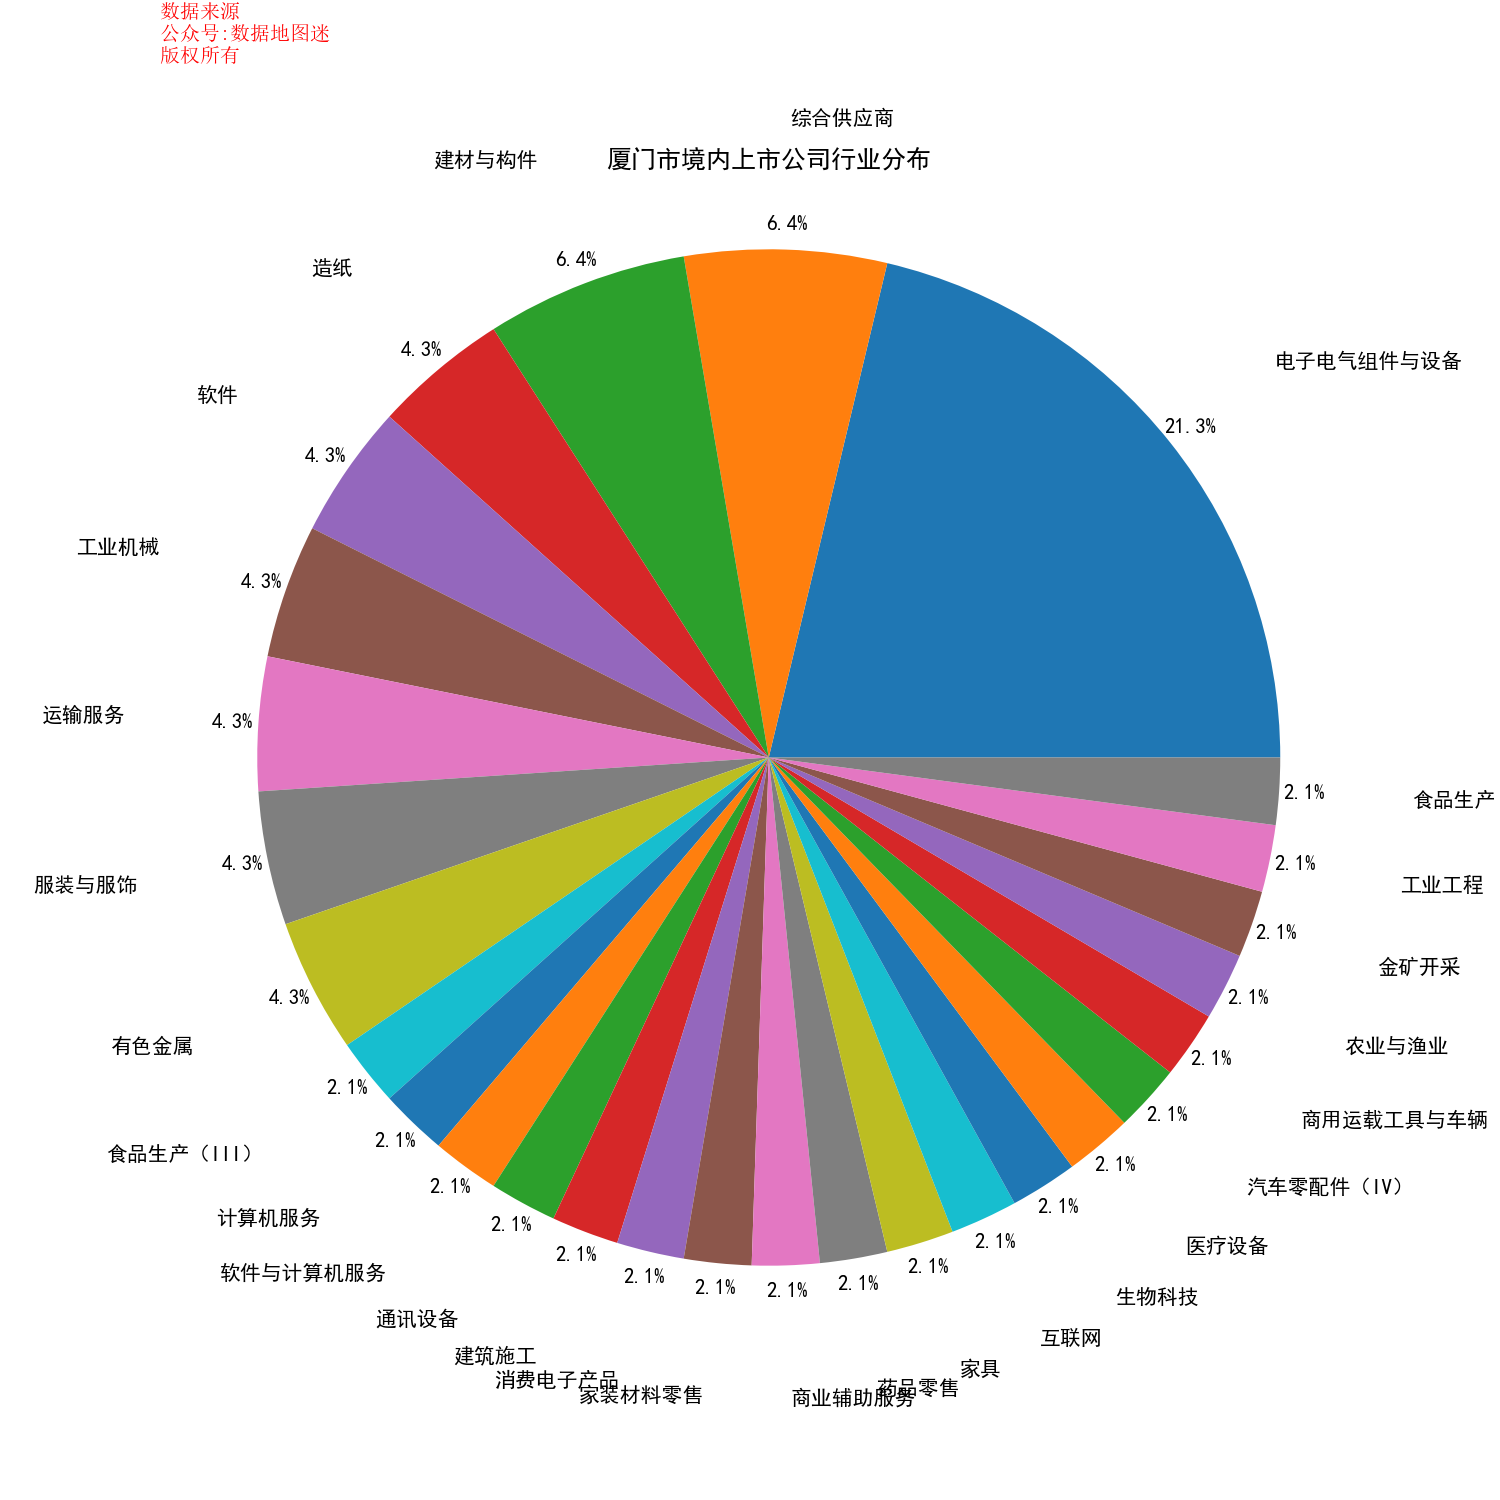 数据来源
公众号:数据地图迷
版权所有
综合供应商
建材与构件
厦门市境内上市公司行业分布
6.4%
6.4%
造纸
4.3%
电子电气组件与设备
软件
21.3%
4.3%
工业机械
4.3%
运输服务
4.3%
2.1%
食品生产
4.3%
2.1%
服装与服饰
工业工程
2.1%
金矿开采
4.3%
2.1%
有色金属
农业与渔业
2.1%
2.1%
2.1%
商用运载工具与车辆
2.1%
食品生产（III）
2.1%
2.1%
汽车零配件（IV）
2.1%
计算机服务
2.1%
2.1%
医疗设备
2.1%
软件与计算机服务
2.1%
2.1%
2.1%
2.1%
2.1%
生物科技
通讯设备
互联网
建筑施工
家具
消费电子产品
药品零售
家装材料零售
商业辅助服务